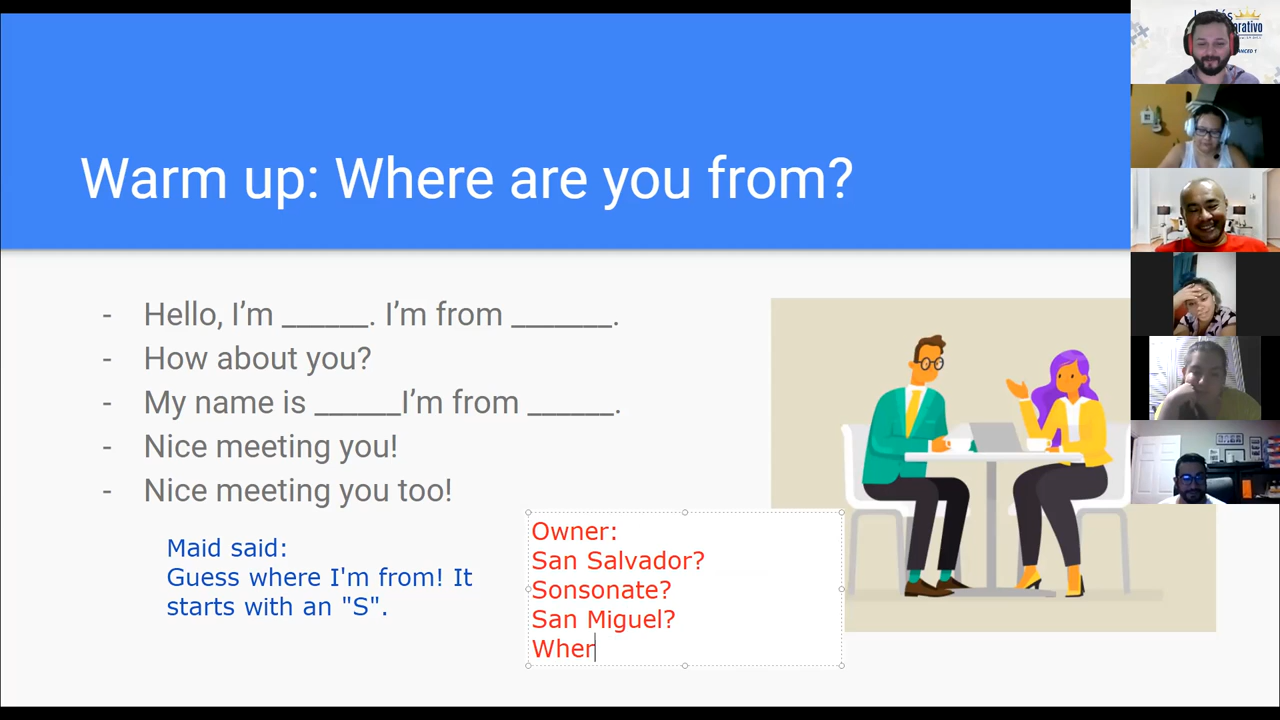 Warm up: Where are you from?
- Hello, I'm ______. I'm from _______.
- How about you?
- My name is ______I'm from ______.
- Nice meeting you!
- Nice meeting you too!
Maid said:
Guess where I'm from! It
starts with an "S".
Owner:
San Salvador?
Sonsonate?
San Miguel?
Wher